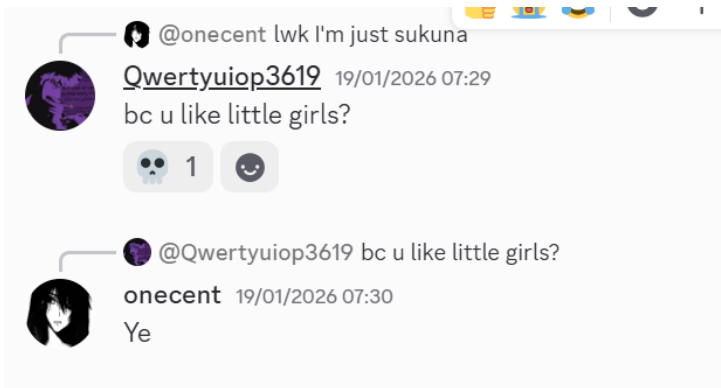 @onecent lwk I'm just sukuna
Qwertyuiop3619 19/01/2026 07:29
bc u like little girls?
1
@Qwertyuiop3619 bc u like little girls?
onecent 19/01/2026 07:30
Ye